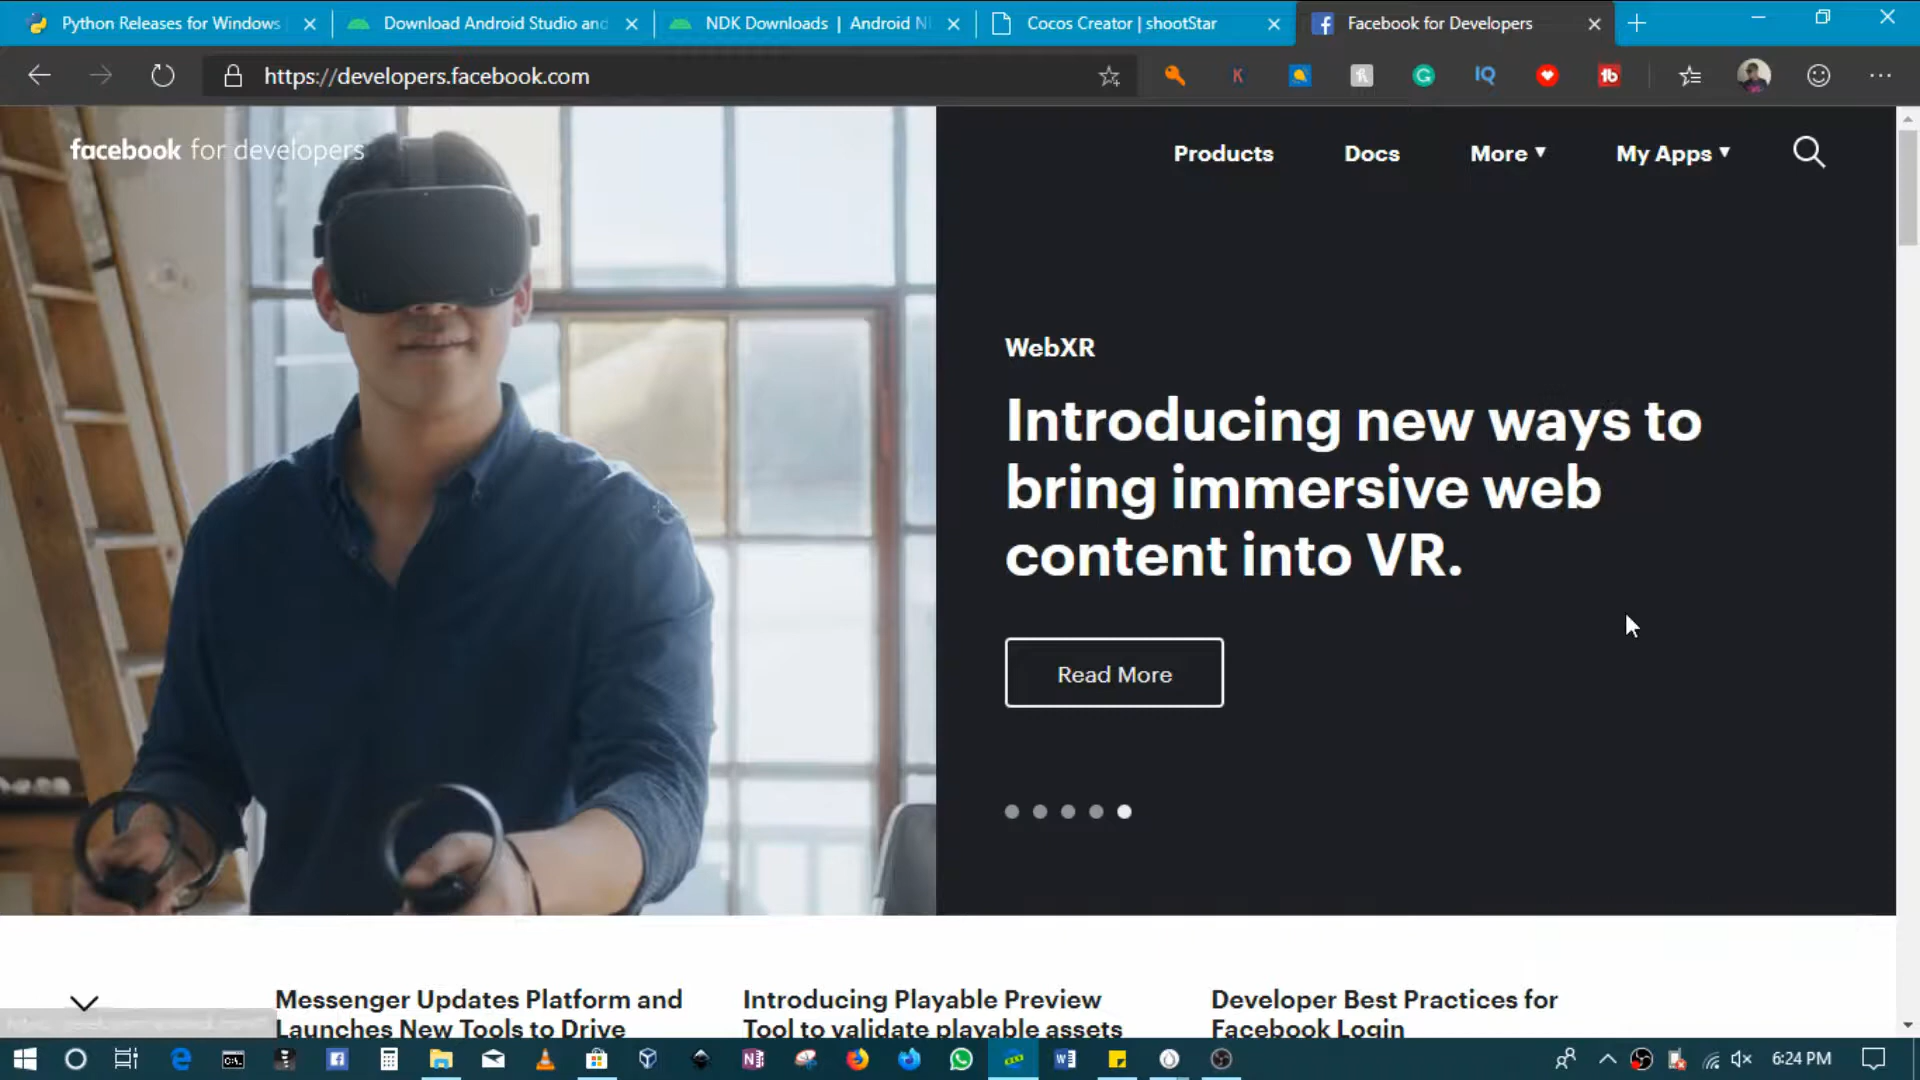 Python Releases for Windows
Download Android Studio and
NDK Downloads | Android N
Cocos Creator | shootStar
Facebook for Developers
https://developers.facebook.com
facebook for developers
Products
Docs
More
My Apps
WebXR
Introducing new ways to
bring immersive web
content into VR.
Read More
Messenger Updates Platform and
Launches New Tools to Drive
Introducing Playable Preview
Tool to validate playable assets
Developer Best Practices for
Facebook Login
6:24 PM